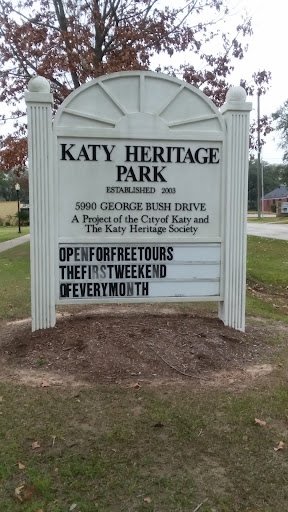 KATY HERITAGE
PARK
ESTABLISHED 2003
5990 GEORGE BUSH DRIVE
A Project of the City of Katy and
The Katy Heritage Society
OPENFORFREETOURS
THEFIRSTWEEKEND
OFEVERYMONTH